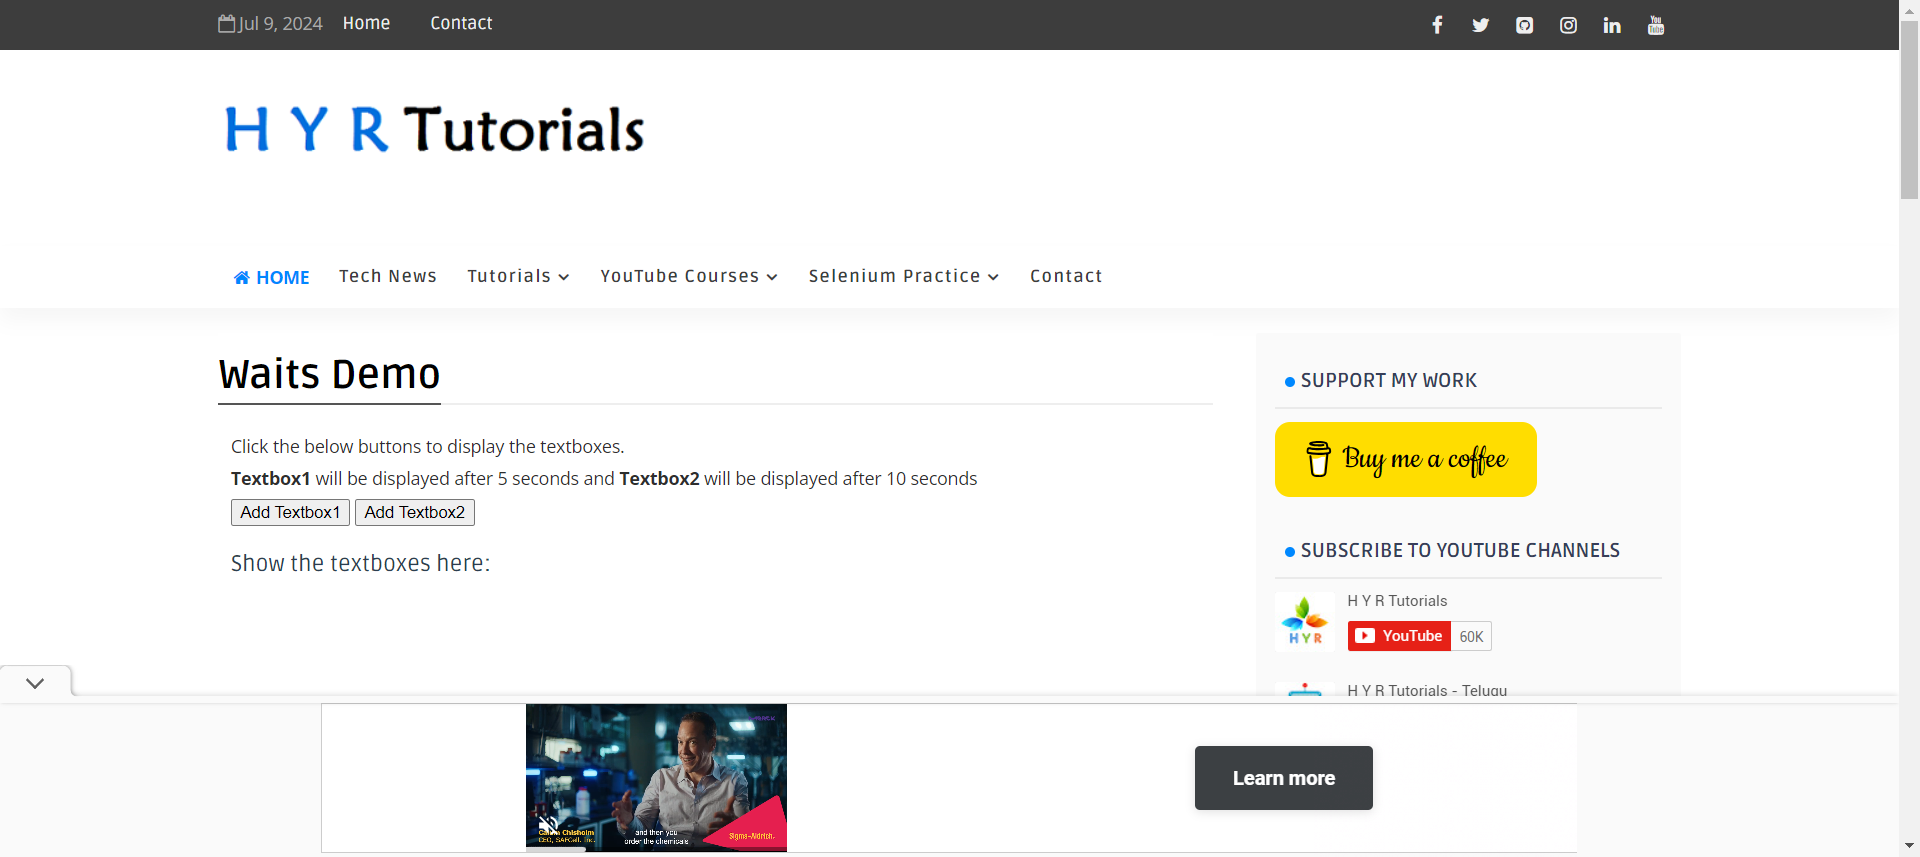 Jul 9, 2024 Home Contact
H Y R Tutorials
HOME Tech News Tutorials YouTube Courses Selenium Practice Contact
Waits Demo
Click the below buttons to display the textboxes.
Textbox1 will be displayed after 5 seconds and Textbox2 will be displayed after 10 seconds
Add Textbox1 Add Textbox2
Show the textboxes here:
SUPPORT MY WORK
Buy me a coffee
SUBSCRIBE TO YOUTUBE CHANNELS
H Y R Tutorials
HYR
YouTube 60K
H Y R Tutorials - Telugu
Calum Chisholm
CEO, SAFCell, Inc.
and then you
order the chemicals
Sigma-Aldrich.
Learn more